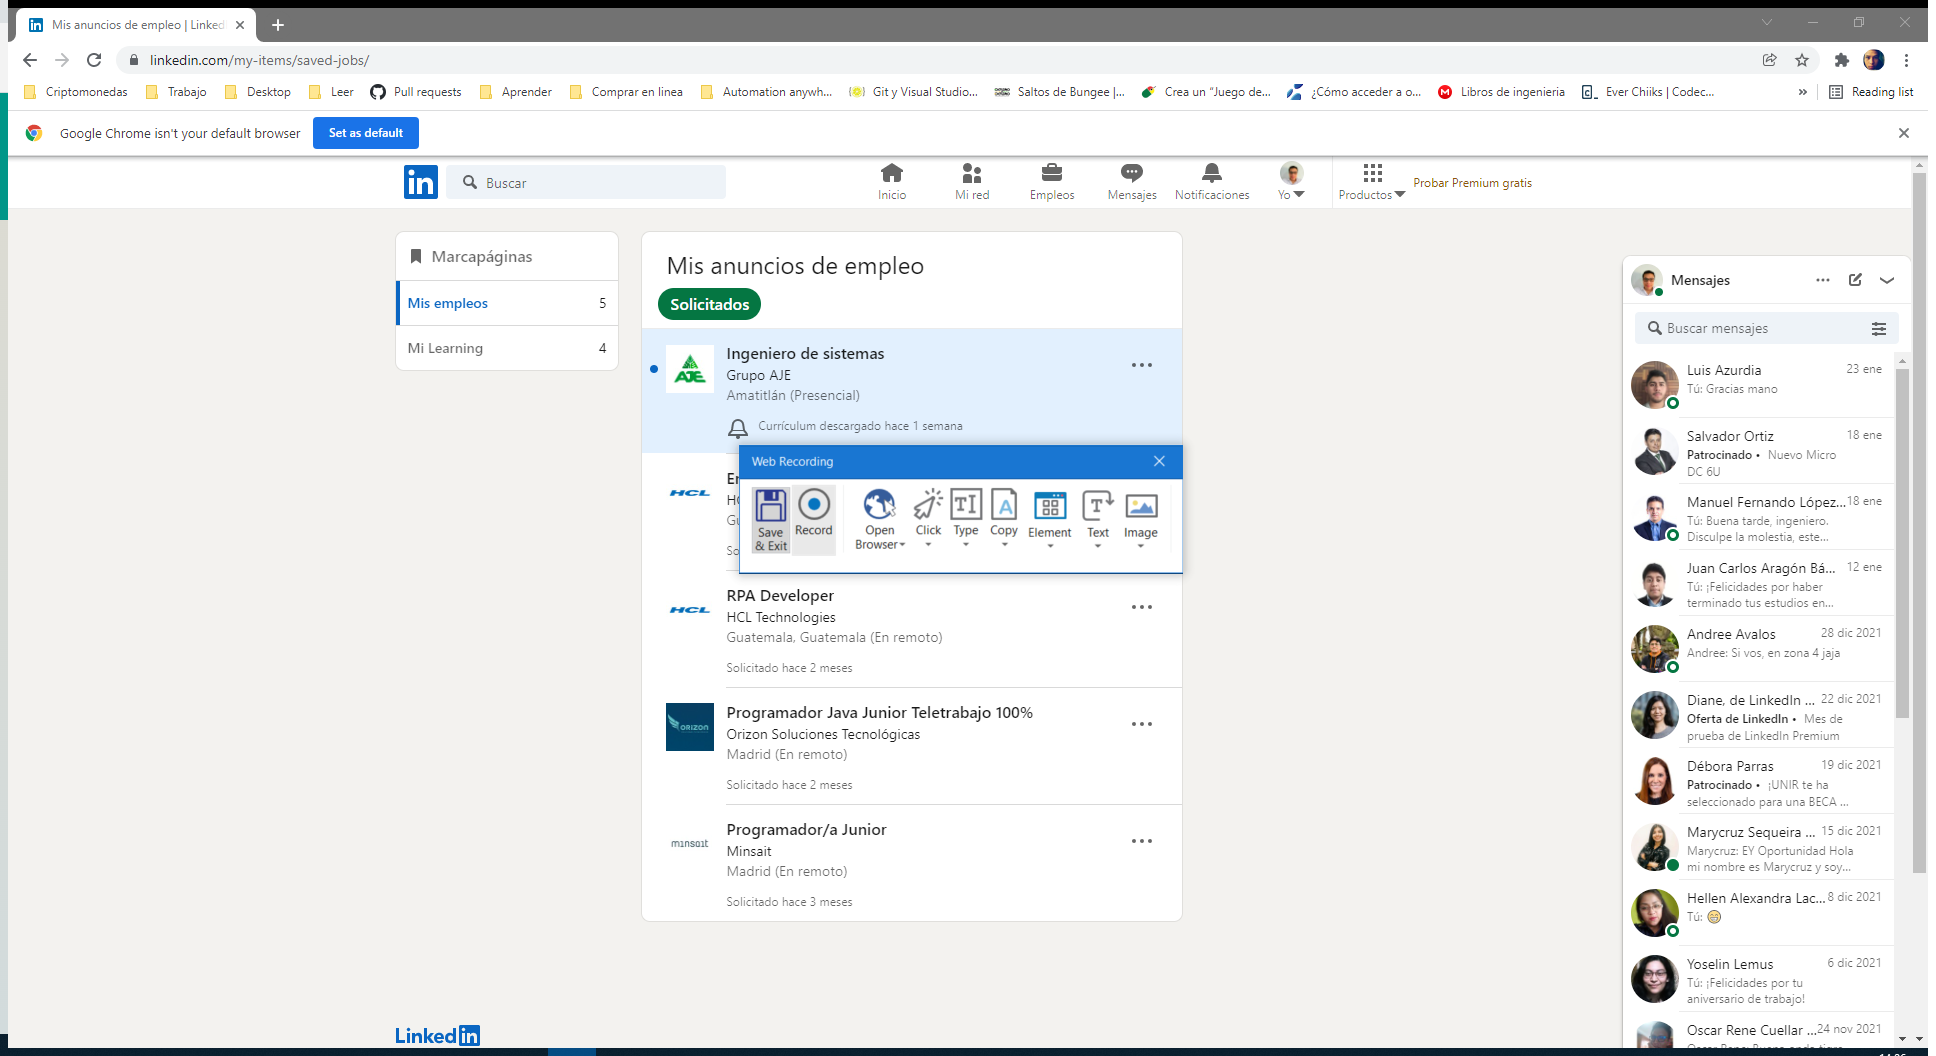 Mis anuncios de empleo | Linked
linkedin.com/my-items/saved-jobs/
Criptomonedas
Trabajo
Desktop
Leer
Pull requests
Aprender
Comprar en linea
Automation anywh...
Git y Visual Studio...
Saltos de Bungee |...
Crea un "Juego de...
¿Cómo acceder a o...
Libros de ingenieria
Ever Chiiks | Codec...
»
Reading list
Google Chrome isn't your default browser
Set as default
in
Buscar
Inicio
Mi red
Empleos
Mensajes
Notificaciones
Yo
Productos
Probar Premium gratis
Marcapáginas
Mis empleos 5
Mi Learning 4
Mis anuncios de empleo
Solicitados
AJE
Ingeniero de sistemas
Grupo AJE
Amatitlán (Presencial)
Currículum descargado hace 1 semana
HCL
Web Recording
Save & Exit
Record
Open Browser
Click
Type
Copy
Element
Text
Image
HCL
RPA Developer
HCL Technologies
Guatemala, Guatemala (En remoto)
Solicitado hace 2 meses
ORIZON
Programador Java Junior Teletrabajo 100%
Orizon Soluciones Tecnológicas
Madrid (En remoto)
Solicitado hace 2 meses
minsait
Programador/a Junior
Minsait
Madrid (En remoto)
Solicitado hace 3 meses
Linkedin
Mensajes
Buscar mensajes
Luis Azurdia 23 ene
Tú: Gracias mano
Salvador Ortiz 18 ene
Patrocinado • Nuevo Micro
DC 6U
Manuel Fernando López... 18 ene
Tú: Buena tarde, ingeniero.
Disculpe la molestia, este...
Juan Carlos Aragón Bá... 12 ene
Tú: ¡Felicidades por haber
terminado tus estudios en...
Andree Avalos 28 dic 2021
Andree: Si vos, en zona 4 jaja
Diane, de LinkedIn ... 22 dic 2021
Oferta de LinkedIn • Mes de
prueba de LinkedIn Premium
Débora Parras 19 dic 2021
Patrocinado • ¡UNIR te ha
seleccionado para una BECA ...
Marycruz Sequeira ... 15 dic 2021
Marycruz: EY Oportunidad Hola
mi nombre es Marycruz y soy...
Hellen Alexandra Lac... 8 dic 2021
Tú: 😁
Yoselin Lemus 6 dic 2021
Tú: ¡Felicidades por tu
aniversario de trabajo!
Oscar Rene Cuellar ... 24 nov 2021